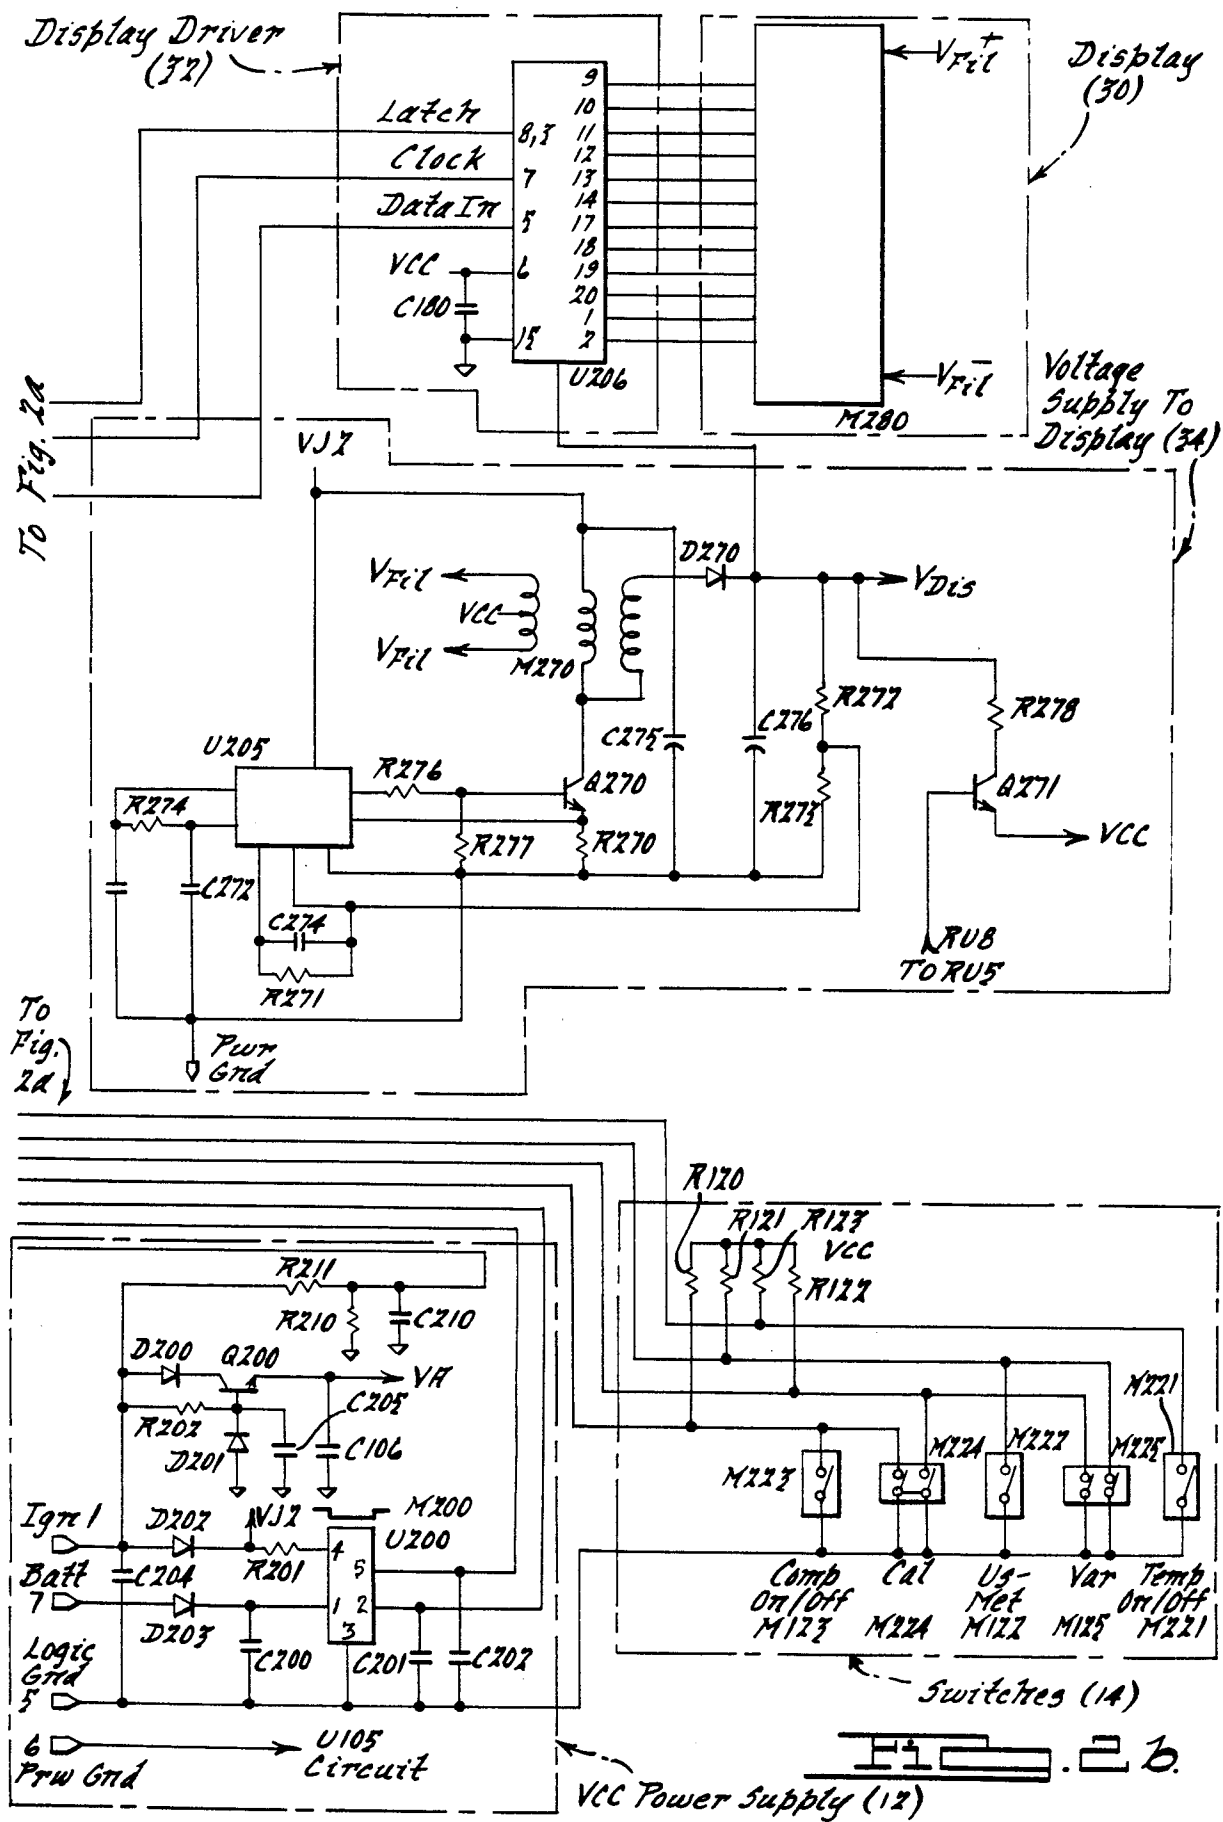 Display Driver
(32)
Latch
Clock
Data In
VCC
C180
8,3
7
5
6
15
9
10
11
12
13
14
17
18
19
20
1
2
U206
VFil+
VFil−
M280
Display
(30)
Voltage
Supply To
Display (34)
To Fig. 2a
VJ2
VFil
VCC
VFil
M270
D270
VDis
C275
C276
R272
R273
R278
Q271
VCC
U205
R276
Q270
R274
R277
R270
C272
C274
R271
RU8
TO RU5
Pwr
Gnd
To
Fig.
2a
R120
R121
R123
VCC
R122
R211
R210
C210
D200
Q200
VA
R202
C205
D201
C106
M221
M223
M224
M222
M225
Ign 1
D202
VJ2
M200
U200
R201
4
5
Batt
7
C204
D203
1
2
3
C200
C201
C202
Logic
Gnd
5
Comp
On/Off
M123
Cal
M224
Us-
Met
M122
Var
M125
Temp
On/Off
M221
Switches (14)
6
Prw Gnd
U105
Circuit
VCC Power Supply (12)
Fig. 2b.